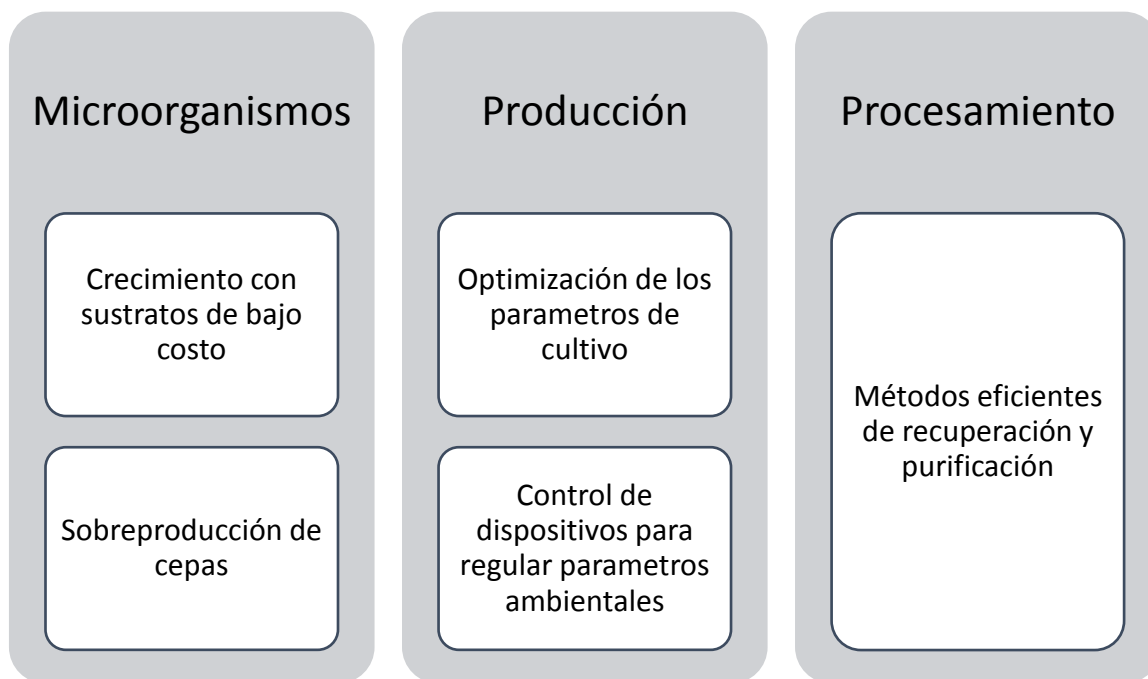 Microorganismos
Crecimiento con
sustratos de bajo
costo
Sobreproducción de
cepas
Producción
Optimización de los
parametros de
cultivo
Control de
dispositivos para
regular parametros
ambientales
Procesamiento
Métodos eficientes
de recuperación y
purificación